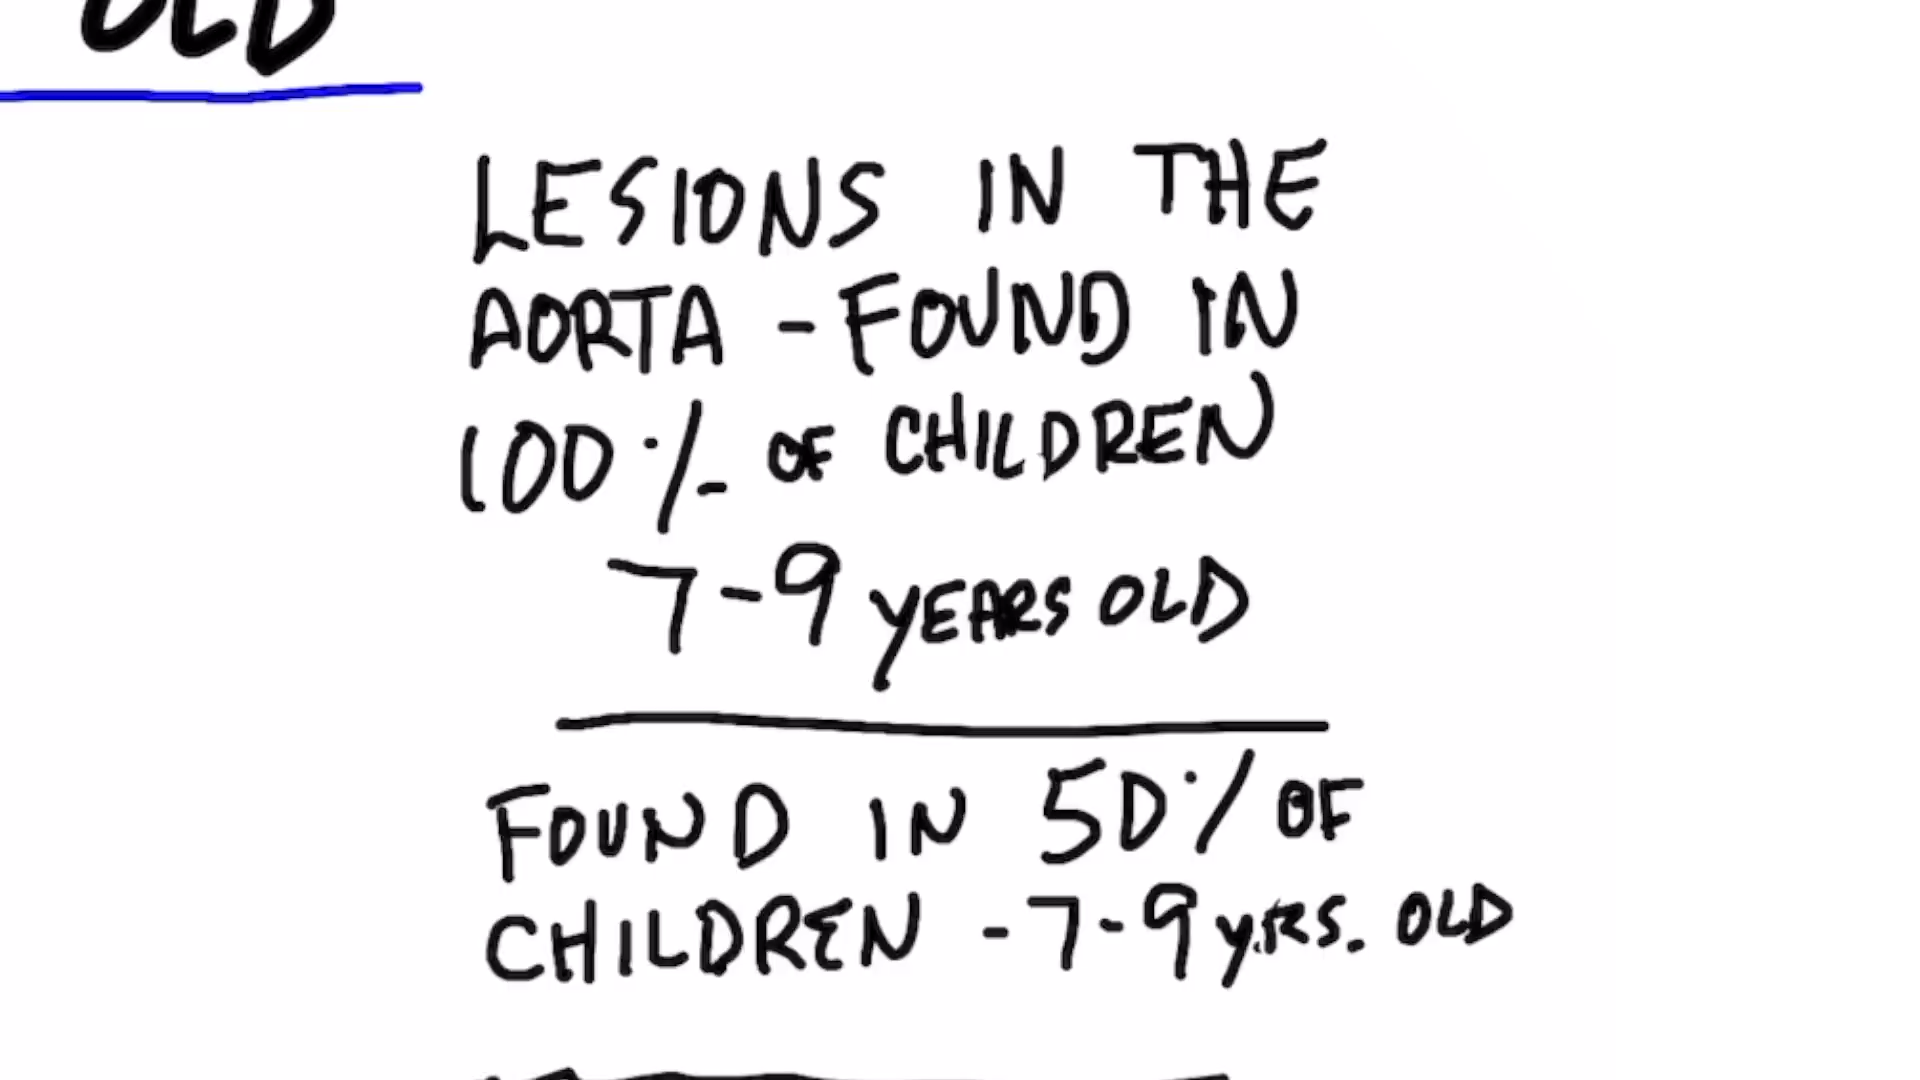 OLD
LESIONS IN THE
AORTA - FOUND IN
100% OF CHILDREN
7-9 YEARS OLD
FOUND IN 50% OF
CHILDREN - 7-9 yrs. OLD